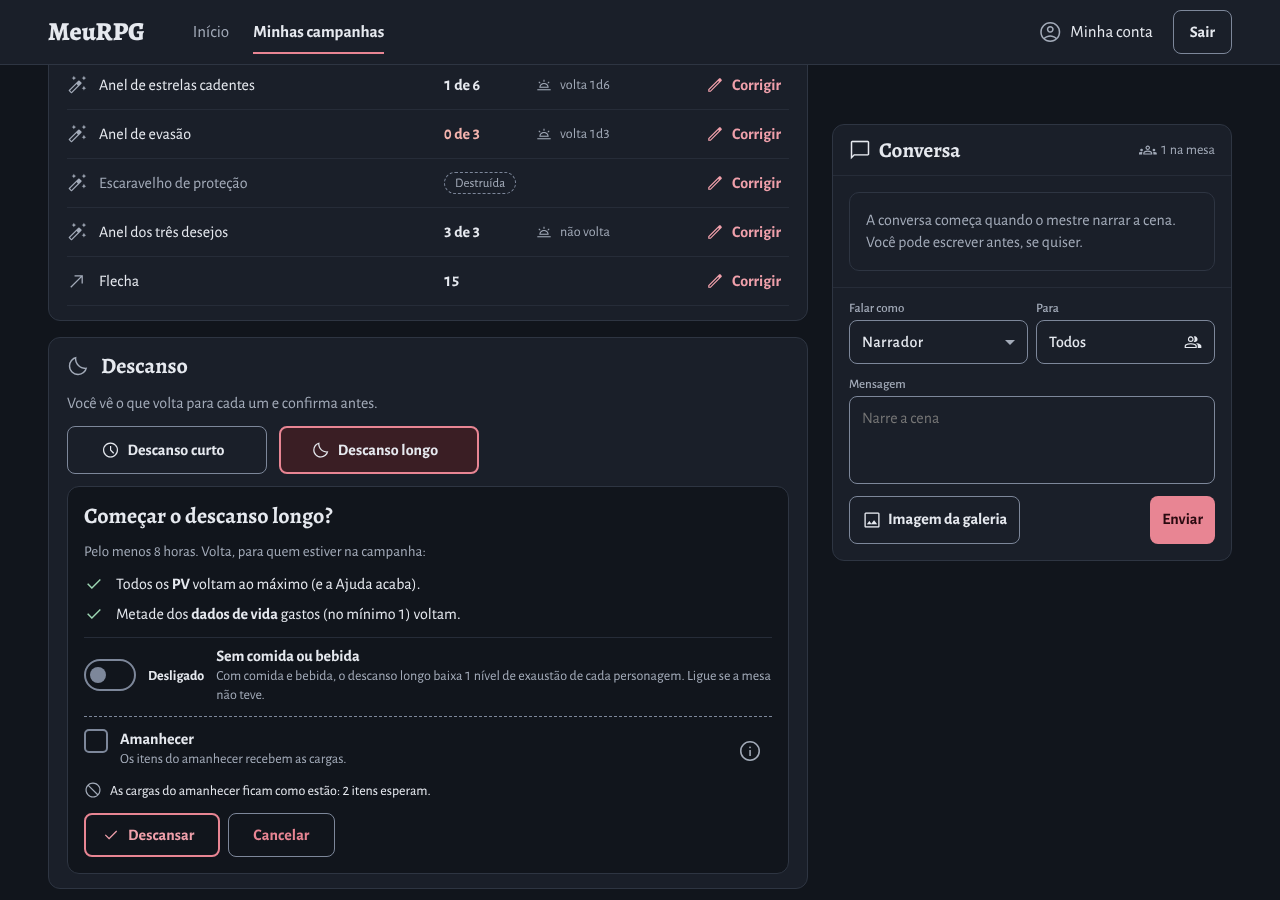 MeuRPG
Início
Minhas campanhas
Minha conta
Sair
Anel de estrelas cadentes
1 de 6
volta 1d6
Corrigir
Anel de evasão
0 de 3
volta 1d3
Corrigir
Escaravelho de proteção
Destruída
Corrigir
Anel dos três desejos
3 de 3
não volta
Corrigir
Flecha
15
Corrigir
Descanso
Você vê o que volta para cada um e confirma antes.
Descanso curto
Descanso longo
Começar o descanso longo?
Pelo menos 8 horas. Volta, para quem estiver na campanha:
Todos os PV voltam ao máximo (e a Ajuda acaba).
Metade dos dados de vida gastos (no mínimo 1) voltam.
Desligado
Sem comida ou bebida
Com comida e bebida, o descanso longo baixa 1 nível de exaustão de cada personagem. Ligue se a mesa
não teve.
Amanhecer
Os itens do amanhecer recebem as cargas.
As cargas do amanhecer ficam como estão: 2 itens esperam.
Descansar
Cancelar
Conversa
1 na mesa
A conversa começa quando o mestre narrar a cena.
Você pode escrever antes, se quiser.
Falar como
Para
Narrador
Todos
Mensagem
Narre a cena
Imagem da galeria
Enviar